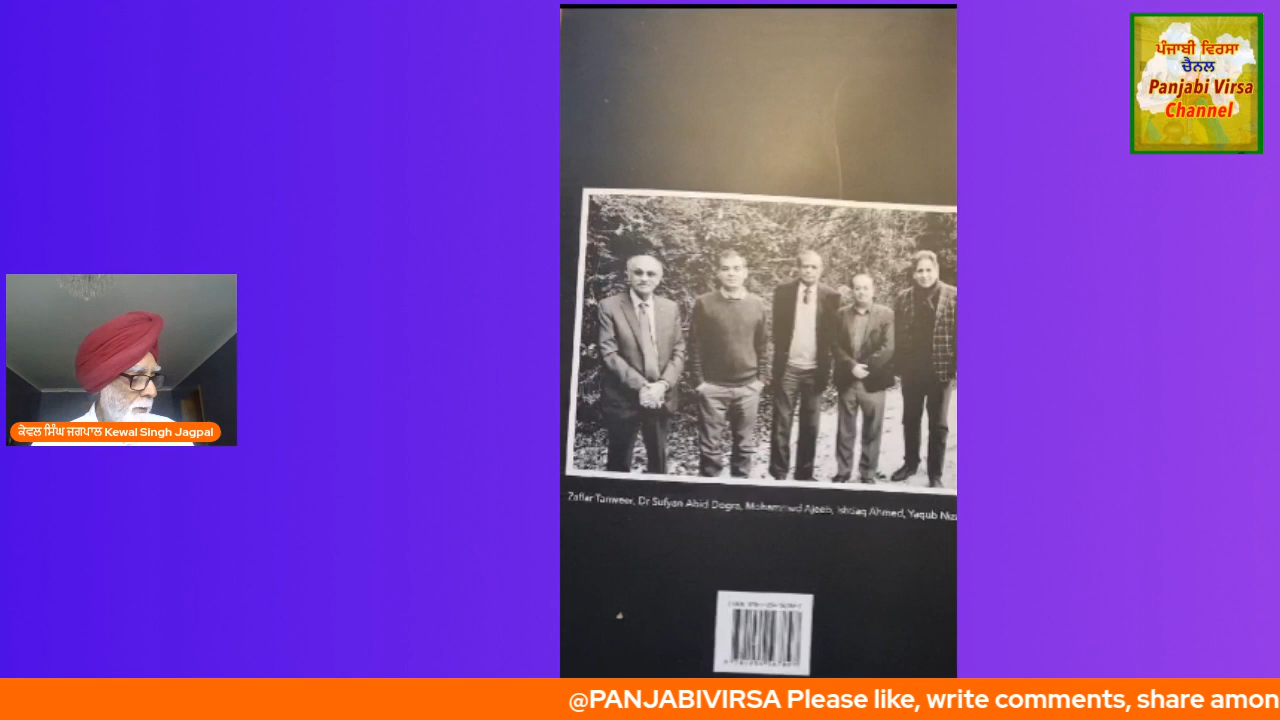 ਪੰਜਾਬੀ ਵਿਰਸਾ
ਚੈਨਲ
Panjabi Virsa
Channel
ਕੇਵਲ ਸਿੰਘ ਜਗਪਾਲ Kewal Singh Jagpal
Zaffar Tanweer, Dr Sufyan Abid Dogra, Mohammad Ajeeb, Ishtiaq Ahmed, Yaqub
@PANJABIVIRSA Please like, write comments, share amon